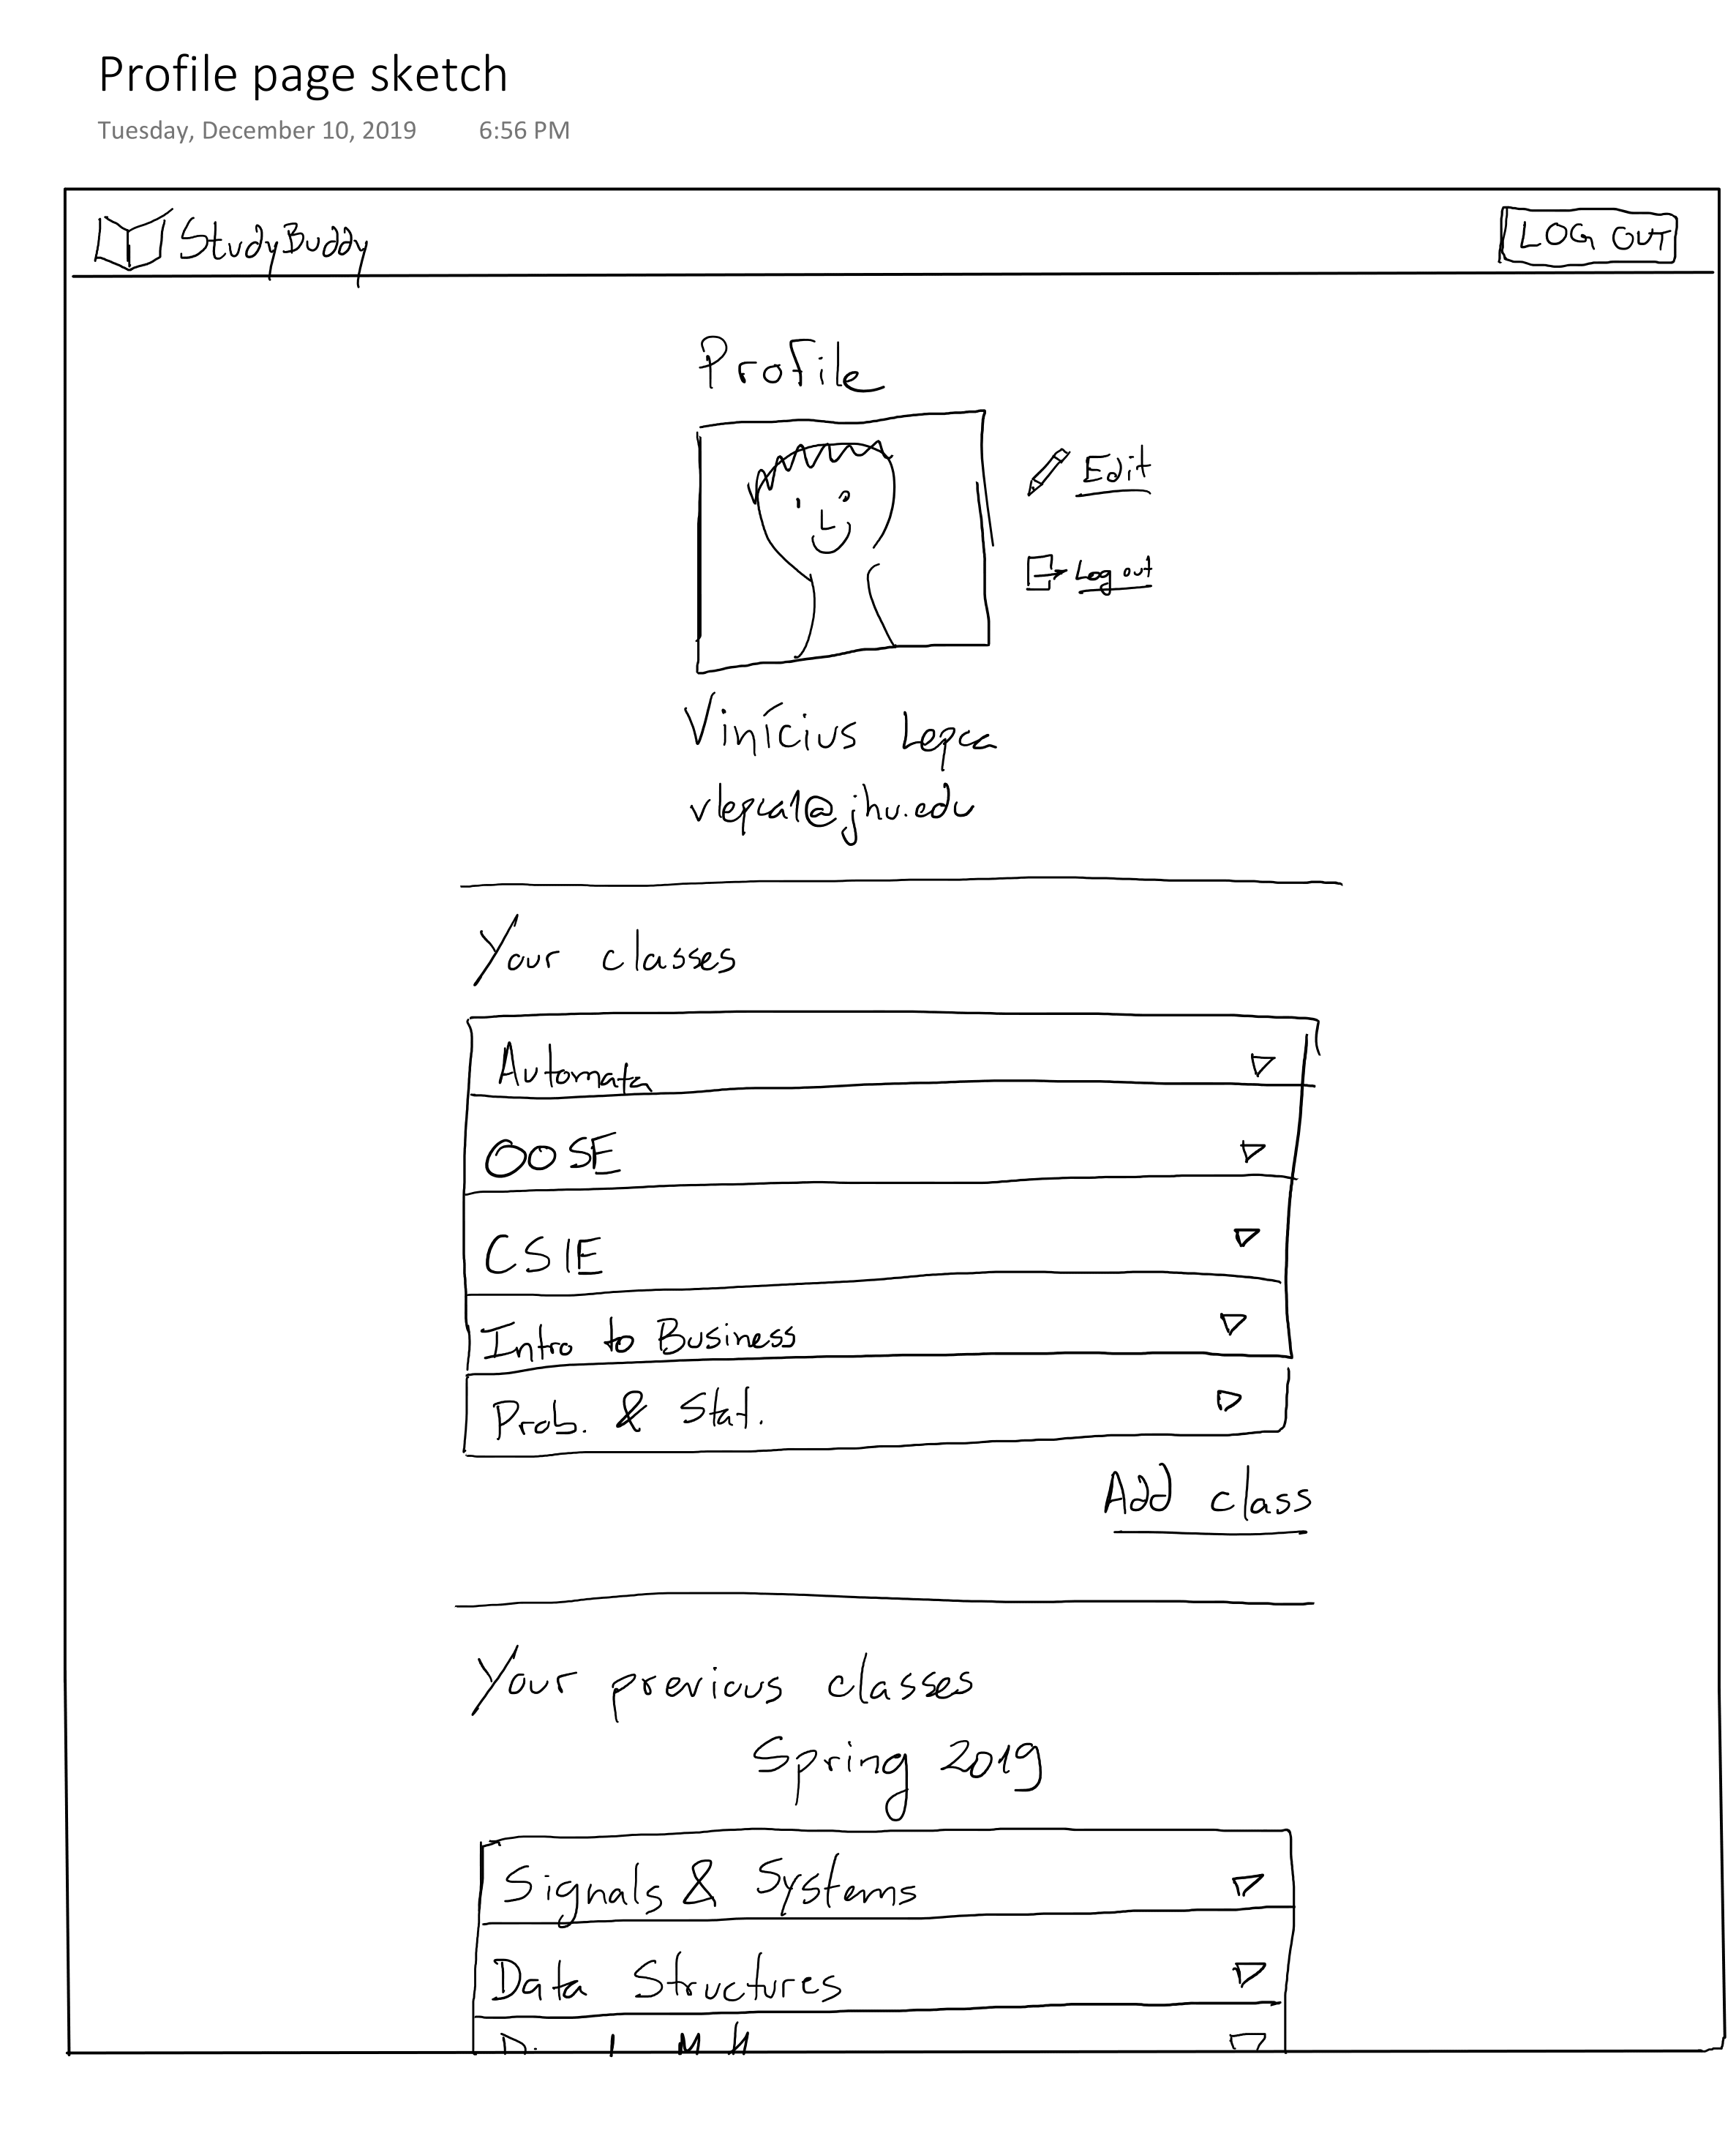 Profile page sketch
Tuesday, December 10, 2019 6:56 PM
StudyBuddy
LOG OUT
Profile
Edit
Log out
Vinícius Lepca
vlepca1@jhu.edu
Your classes
Automata
OOSE
CSIE
Intro to Business
Prob. & Stat.
Add class
Your previous classes
Spring 2019
Signals & Systems
Data Structures